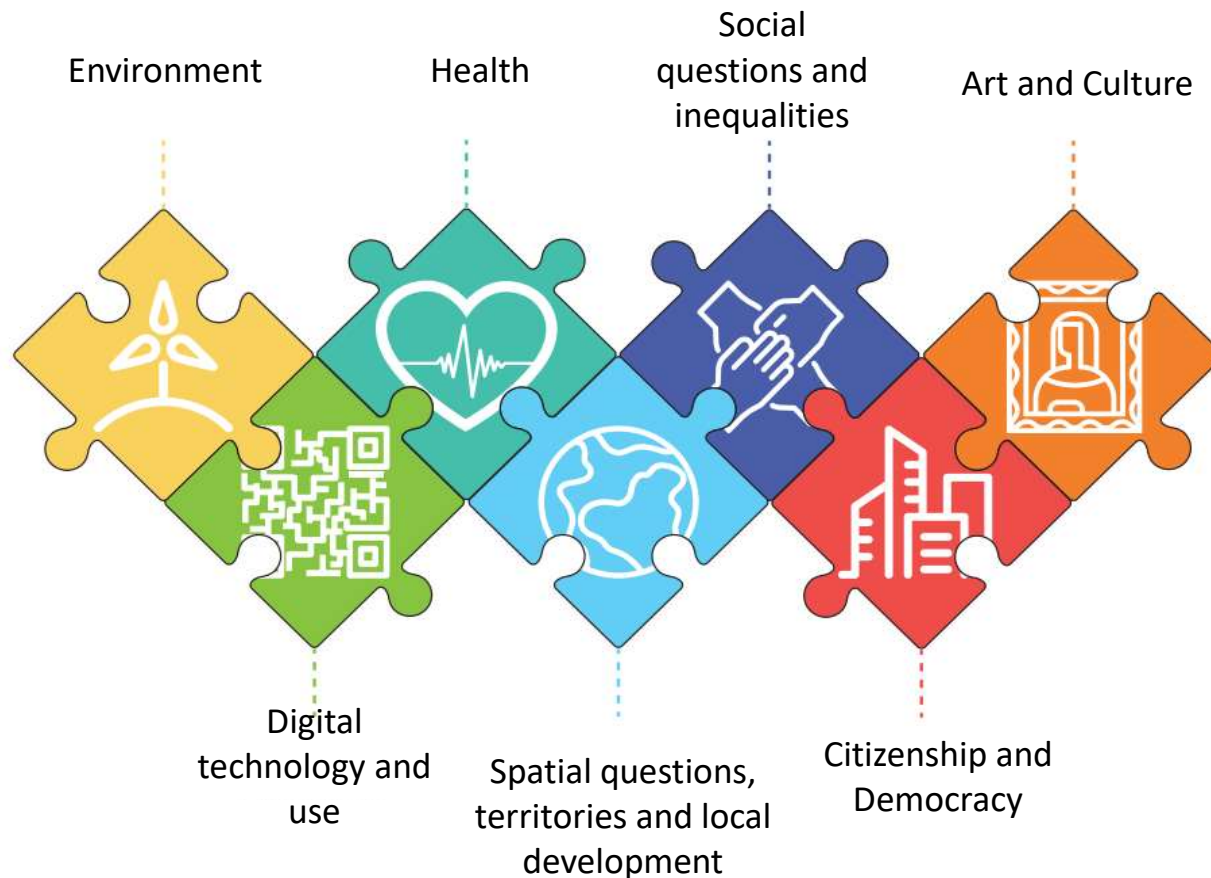 Environment
Health
Social
questions and
inequalities
Art and Culture
Digital
technology and
use
Spatial questions,
territories and local
development
Citizenship and
Democracy